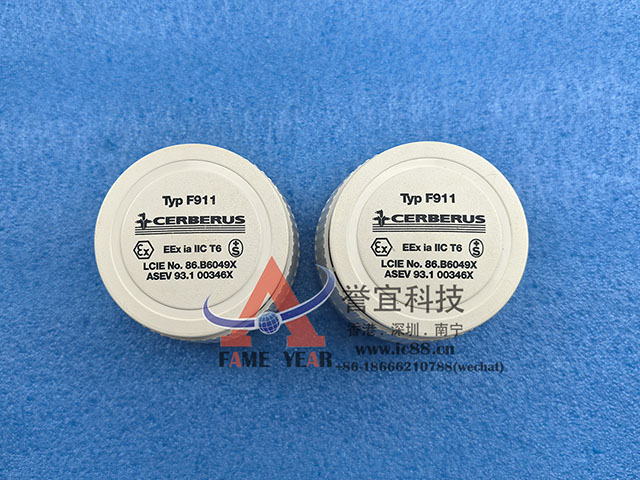 Typ F911
CERBERUS
Ex EEx ia IIC T6 S
LCIE No. 86.B6049X
ASEV 93.1 00346X
Typ F911
CERBERUS
Ex EEx ia IIC T6 S
LCIE No. 86.B6049X
ASEV 93.1 00346X
FAME YEAR
誉宜科技
香港．深圳．南宁
www.ic88.cn
+86-18666210788(wechat)